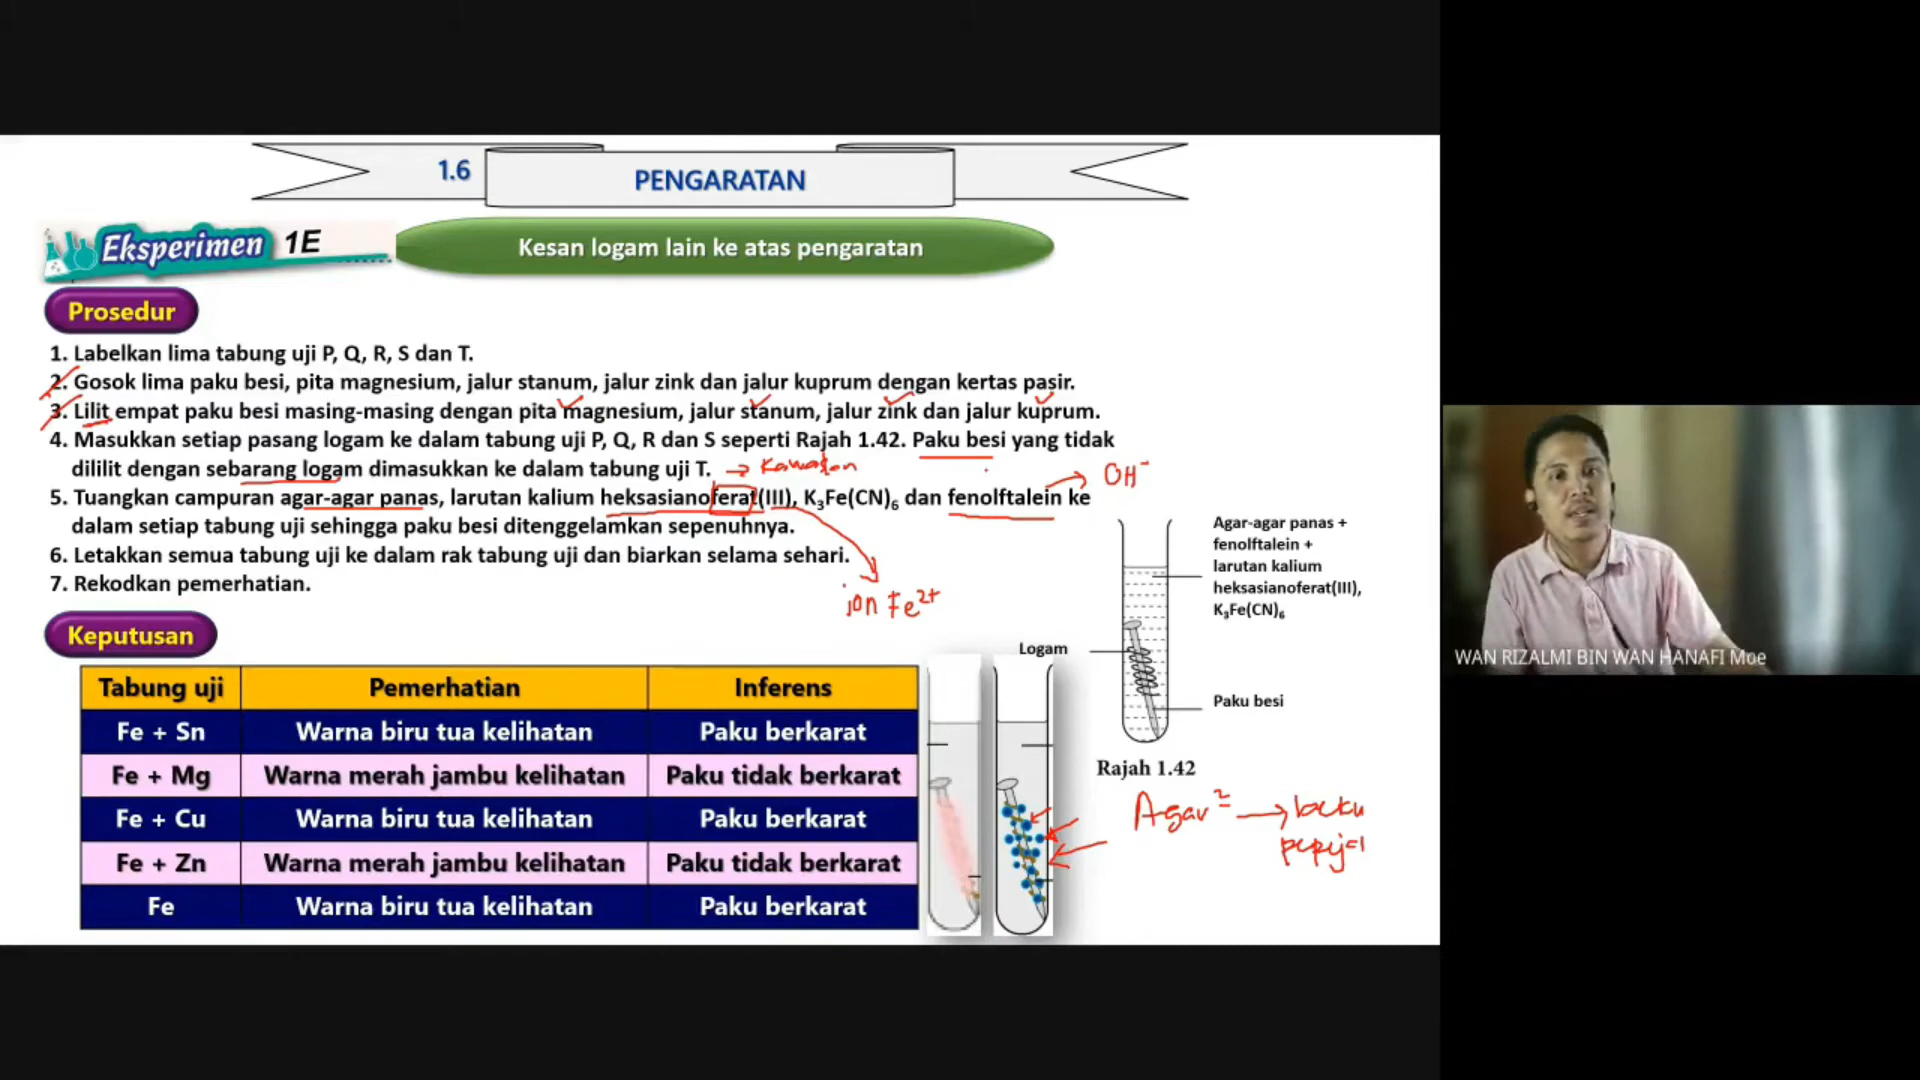 1.6
PENGARATAN
Eksperimen 1E
Kesan logam lain ke atas pengaratan
Prosedur
1. Labelkan lima tabung uji P, Q, R, S dan T.
2. Gosok lima paku besi, pita magnesium, jalur stanum, jalur zink dan jalur kuprum dengan kertas pasir.
3. Lilit empat paku besi masing-masing dengan pita magnesium, jalur stanum, jalur zink dan jalur kuprum.
4. Masukkan setiap pasang logam ke dalam tabung uji P, Q, R dan S seperti Rajah 1.42. Paku besi yang tidak
dililit dengan sebarang logam dimasukkan ke dalam tabung uji T. → Kawalan
OH⁻
5. Tuangkan campuran agar-agar panas, larutan kalium heksasianoferat(III), K₃Fe(CN)₆ dan fenolftalein ke
dalam setiap tabung uji sehingga paku besi ditenggelamkan sepenuhnya.
6. Letakkan semua tabung uji ke dalam rak tabung uji dan biarkan selama sehari.
7. Rekodkan pemerhatian.
ion Fe²⁺
Agar-agar panas +
fenolftalein +
larutan kalium
heksasianoferat(III),
K₃Fe(CN)₆
Logam
Paku besi
Rajah 1.42
Agar² → beku
Keputusan
Tabung uji Pemerhatian Inferens
Fe + Sn Warna biru tua kelihatan Paku berkarat
Fe + Mg Warna merah jambu kelihatan Paku tidak berkarat
Fe + Cu Warna biru tua kelihatan Paku berkarat
Fe + Zn Warna merah jambu kelihatan Paku tidak berkarat
Fe Warna biru tua kelihatan Paku berkarat
WAN RIZALMI BIN WAN HANAFI Moe